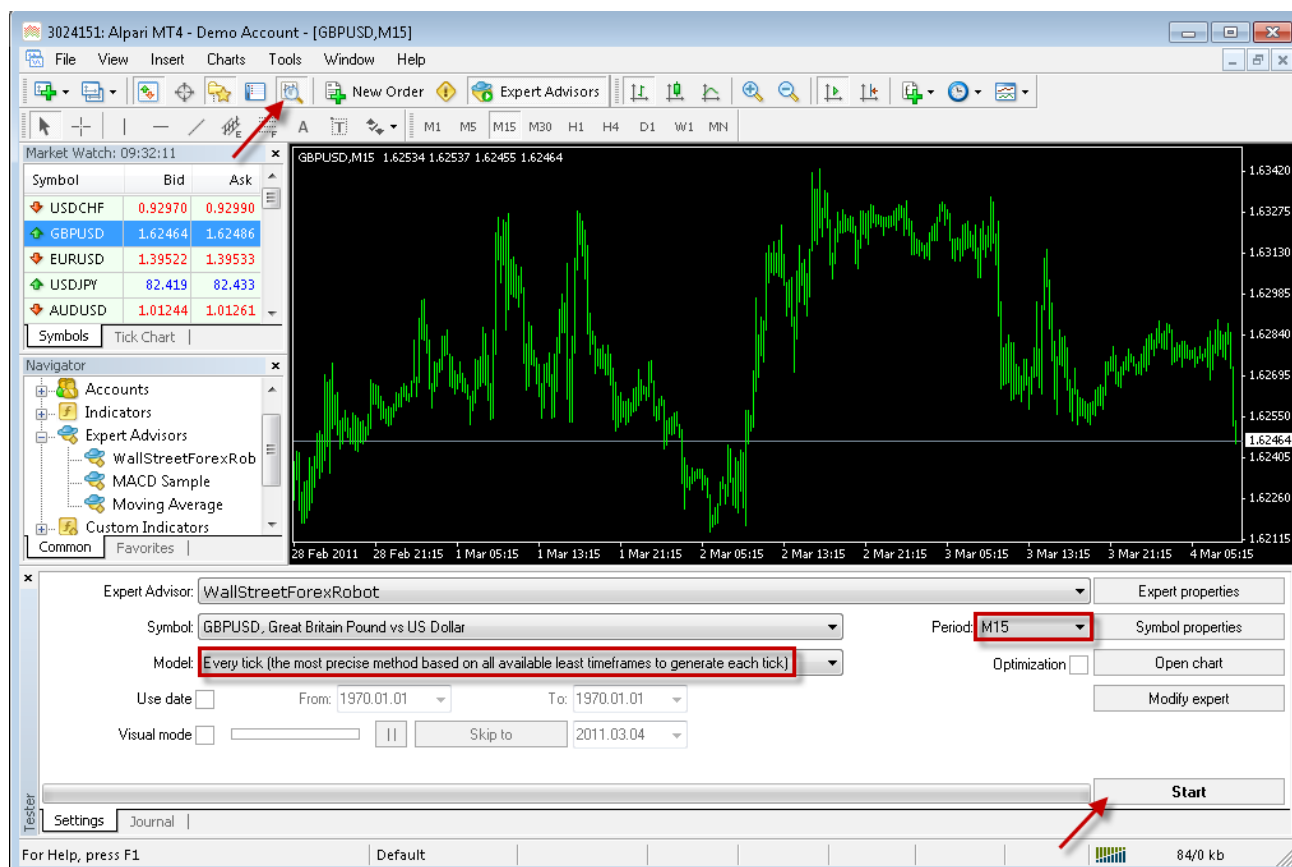 3024151: Alpari MT4 - Demo Account - [GBPUSD,M15]
File View Insert Charts Tools Window Help
New Order Expert Advisors
A T M1 M5 M15 M30 H1 H4 D1 W1 MN
Market Watch: 09:32:11
Symbol Bid Ask
USDCHF 0.92970 0.92990
GBPUSD 1.62464 1.62486
EURUSD 1.39522 1.39533
USDJPY 82.419 82.433
AUDUSD 1.01244 1.01261
Symbols Tick Chart
Navigator
Accounts
Indicators
Expert Advisors
WallStreetForexRob
MACD Sample
Moving Average
Custom Indicators
Common Favorites
GBPUSD,M15 1.62534 1.62537 1.62455 1.62464
1.63420
1.63275
1.63130
1.62985
1.62840
1.62695
1.62550
1.62464
1.62405
1.62260
1.62115
28 Feb 2011 28 Feb 21:15 1 Mar 05:15 1 Mar 13:15 1 Mar 21:15 2 Mar 05:15 2 Mar 13:15 2 Mar 21:15 3 Mar 05:15 3 Mar 13:15 3 Mar 21:15 4 Mar 05:15
Expert Advisor: WallStreetForexRobot Expert properties
Symbol: GBPUSD, Great Britain Pound vs US Dollar Period: M15 Symbol properties
Model: Every tick (the most precise method based on all available least timeframes to generate each tick) Optimization Open chart
Use date From: 1970.01.01 To: 1970.01.01 Modify expert
Visual mode Skip to 2011.03.04
Start
Tester
Settings Journal
For Help, press F1 Default 84/0 kb